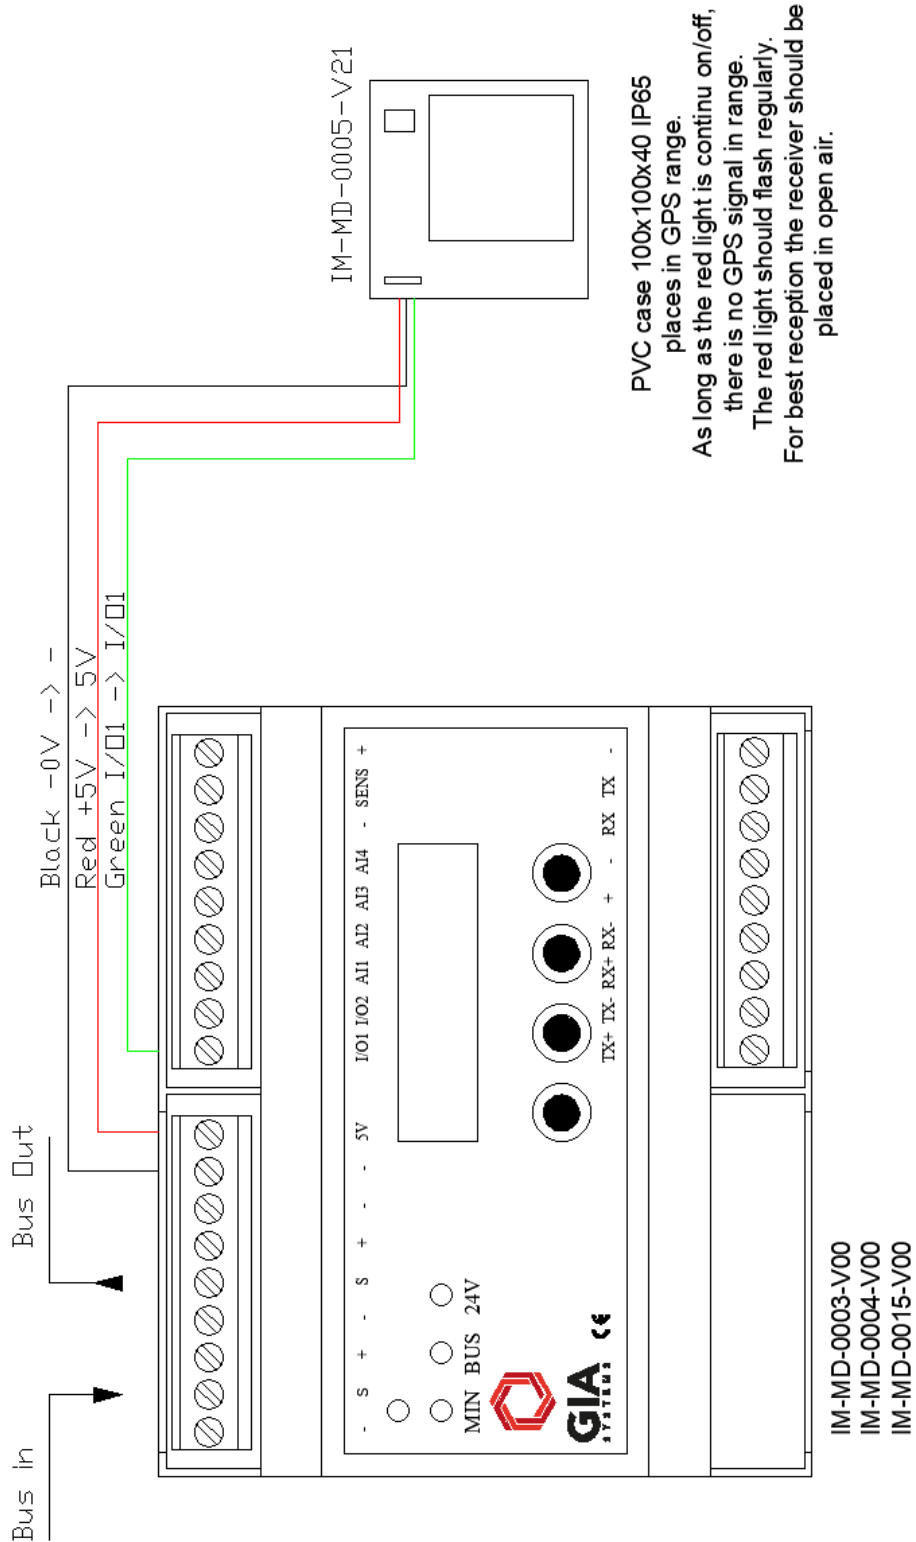 Bus in
Bus Out
Black -0V -> -
Red +5V -> 5V
Green I/O1 -> I/O1
IM-MD-0005-V21
PVC case 100x100x40 IP65
places in GPS range.
As long as the red light is continu on/off,
there is no GPS signal in range.
The red light should flash regularly.
For best reception the receiver should be
placed in open air.
- S + - S + - - 5V I/O1 I/O2 AI1 AI2 AI3 AI4 - SENS +
MIN BUS 24V
GIA
SYSTEMS
CE
TX+ TX- RX+ RX- + - RX TX -
IM-MD-0003-V00
IM-MD-0004-V00
IM-MD-0015-V00